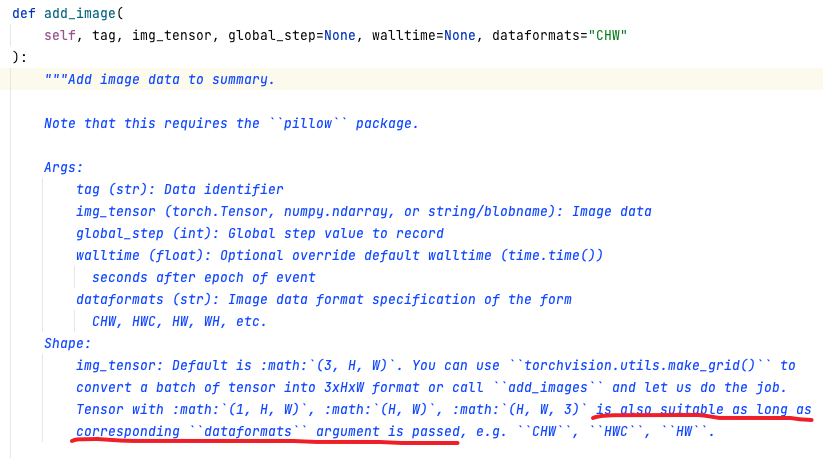 def add_image(
self, tag, img_tensor, global_step=None, walltime=None, dataformats="CHW"
):
"""Add image data to summary.
Note that this requires the ``pillow`` package.
Args:
tag (str): Data identifier
img_tensor (torch.Tensor, numpy.ndarray, or string/blobname): Image data
global_step (int): Global step value to record
walltime (float): Optional override default walltime (time.time())
seconds after epoch of event
dataformats (str): Image data format specification of the form
CHW, HWC, HW, WH, etc.
Shape:
img_tensor: Default is :math:`(3, H, W)`. You can use ``torchvision.utils.make_grid()`` to
convert a batch of tensor into 3xHxW format or call ``add_images`` and let us do the job.
Tensor with :math:`(1, H, W)`, :math:`(H, W)`, :math:`(H, W, 3)` is also suitable as long as
corresponding ``dataformats`` argument is passed, e.g. ``CHW``, ``HWC``, ``HW``.